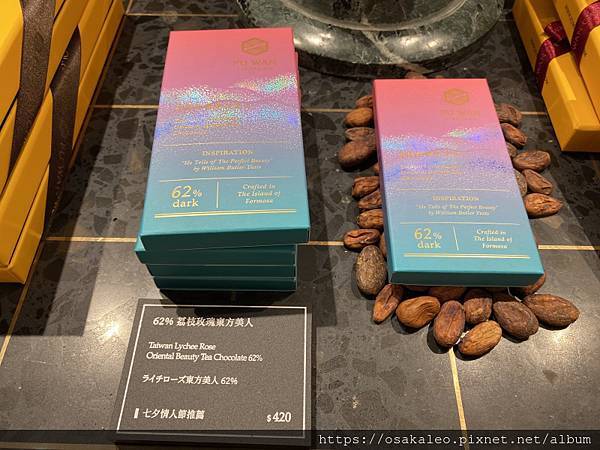 YU WAN
INSPIRATION
"He Tells of The Perfect Beauty"
by William Butler Yeats
62%
dark
Crafted in
The Island of
Formosa
YU WAN
INSPIRATION
"He Tells of The Perfect Beauty"
by William Butler Yeats
62%
dark
Crafted in
The Island of
Formosa
62% 荔枝玫瑰東方美人
Taiwan Lychee Rose
Oriental Beauty Tea Chocolate 62%
ライチローズ東方美人 62%
七夕情人節推薦
$420
https://osakaleo.pixnet.net/album